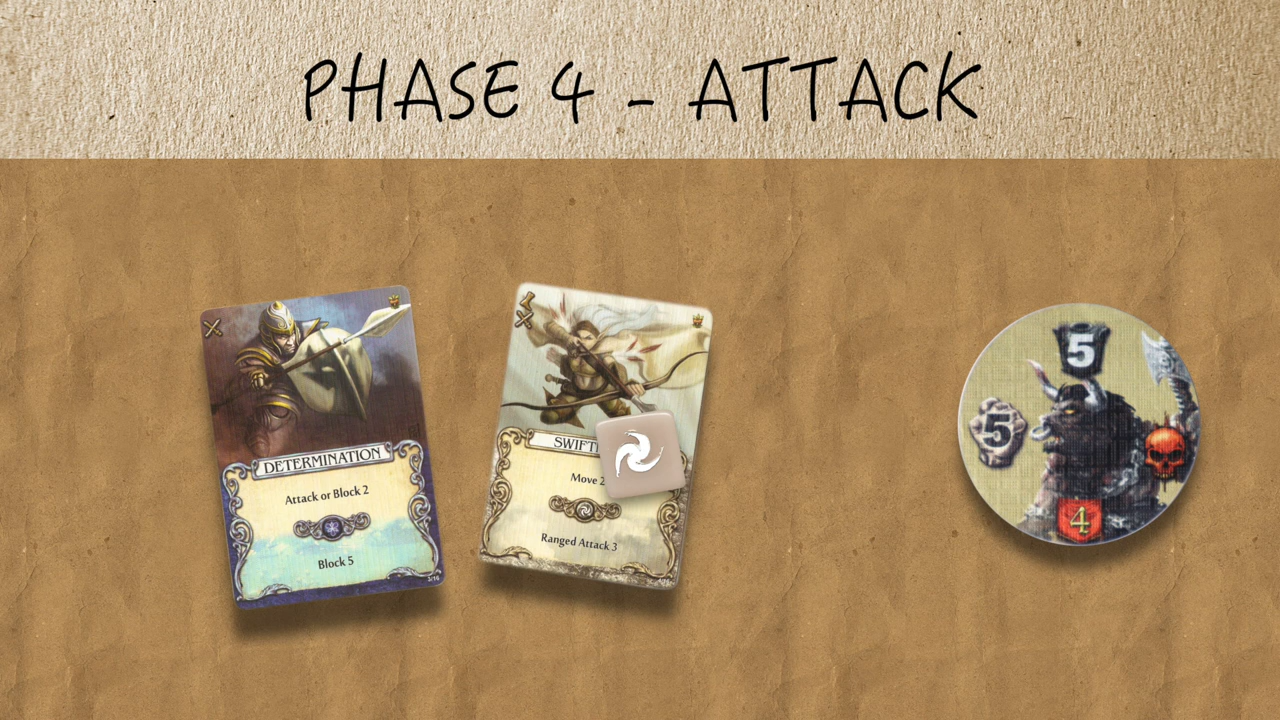 PHASE 4 - ATTACK
DETERMINATION
Attack or Block 2
Block 5
Move 2
Ranged Attack 3
5
5
4